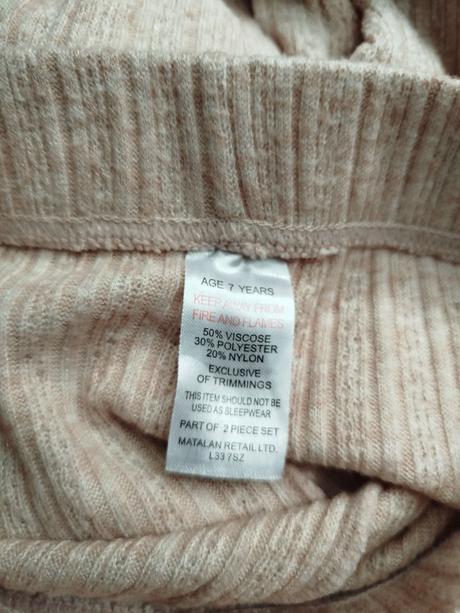 AGE 7 YEARS
KEEP AWAY FROM
FIRE AND FLAMES
50% VISCOSE
30% POLYESTER
20% NYLON
EXCLUSIVE
OF TRIMMINGS
THIS ITEM SHOULD NOT BE
USED AS SLEEPWEAR
PART OF 2 PIECE SET
MATALAN RETAIL LTD.
L33 7SZ